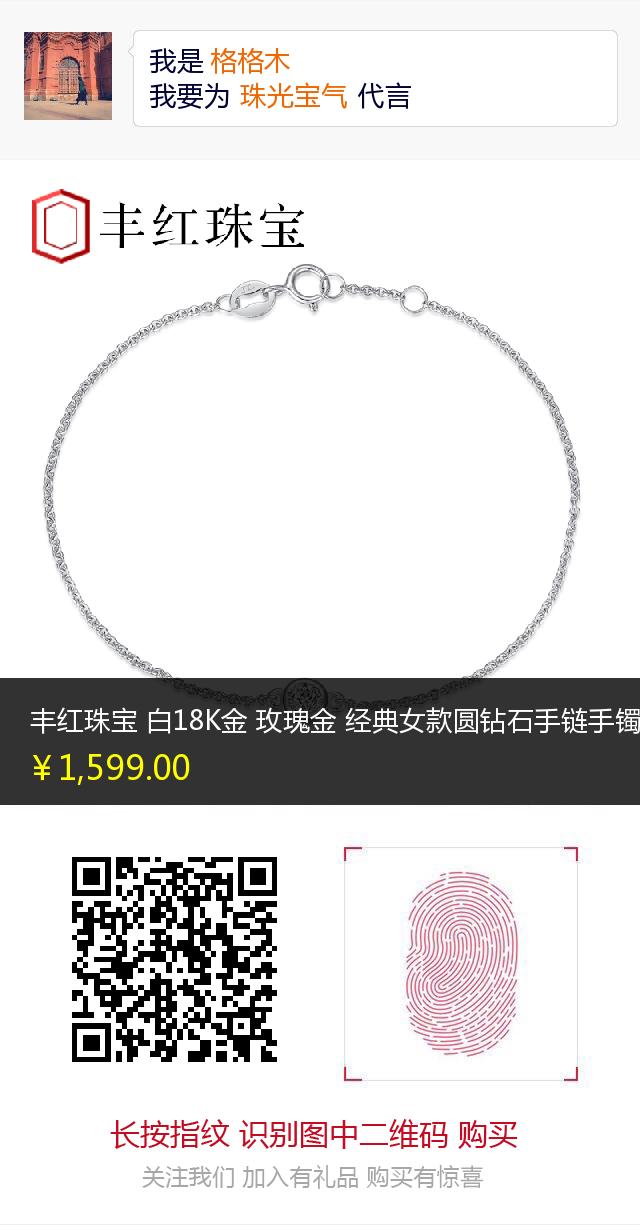 我是 格格木
我要为 珠光宝气 代言
丰红珠宝
丰红珠宝 白18K金 玫瑰金 经典女款圆钻石手链手镯
￥1,599.00
长按指纹 识别图中二维码 购买
关注我们 加入有礼品 购买有惊喜